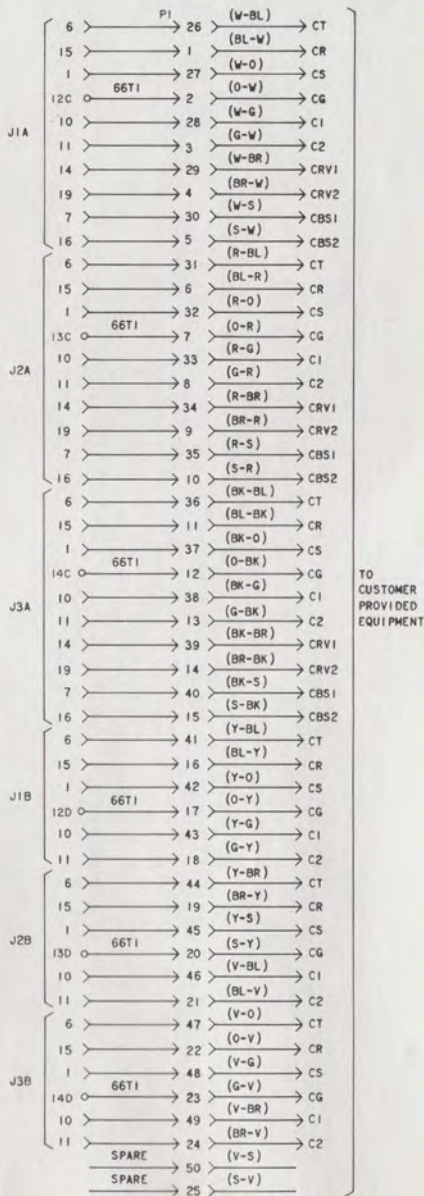 P1
6 26 (W-BL) CT
15 1 (BL-W) CR
1 27 (W-O) CS
12C 66T1 2 (O-W) CG
10 28 (W-G) C1
J1A
11 3 (G-W) C2
14 29 (W-BR) CRV1
19 4 (BR-W) CRV2
7 30 (W-S) CBS1
16 5 (S-W) CBS2
6 31 (R-BL) CT
15 6 (BL-R) CR
1 32 (R-O) CS
13C 66T1 7 (O-R) CG
10 33 (R-G) C1
J2A
11 8 (G-R) C2
14 34 (R-BR) CRV1
19 9 (BR-R) CRV2
7 35 (R-S) CBS1
16 10 (S-R) CBS2
6 36 (BK-BL) CT
15 11 (BL-BK) CR
1 37 (BK-O) CS
14C 66T1 12 (O-BK) CG
10 38 (BK-G) C1
J3A
11 13 (G-BK) C2
14 39 (BK-BR) CRV1
19 14 (BR-BK) CRV2
7 40 (BK-S) CBS1
16 15 (S-BK) CBS2
TO
CUSTOMER
PROVIDED
EQUIPMENT
6 41 (Y-BL) CT
15 16 (BL-Y) CR
1 42 (Y-O) CS
J1B
12D 66T1 17 (O-Y) CG
10 43 (Y-G) C1
11 18 (G-Y) C2
6 44 (Y-BR) CT
15 19 (BR-Y) CR
1 45 (Y-S) CS
J2B
13D 66T1 20 (S-Y) CG
10 46 (V-BL) C1
11 21 (BL-V) C2
6 47 (V-O) CT
15 22 (O-V) CR
1 48 (V-G) CS
J3B
14D 66T1 23 (G-V) CG
10 49 (V-BR) C1
11 24 (BR-V) C2
SPARE 50 (V-S)
SPARE 25 (S-V)